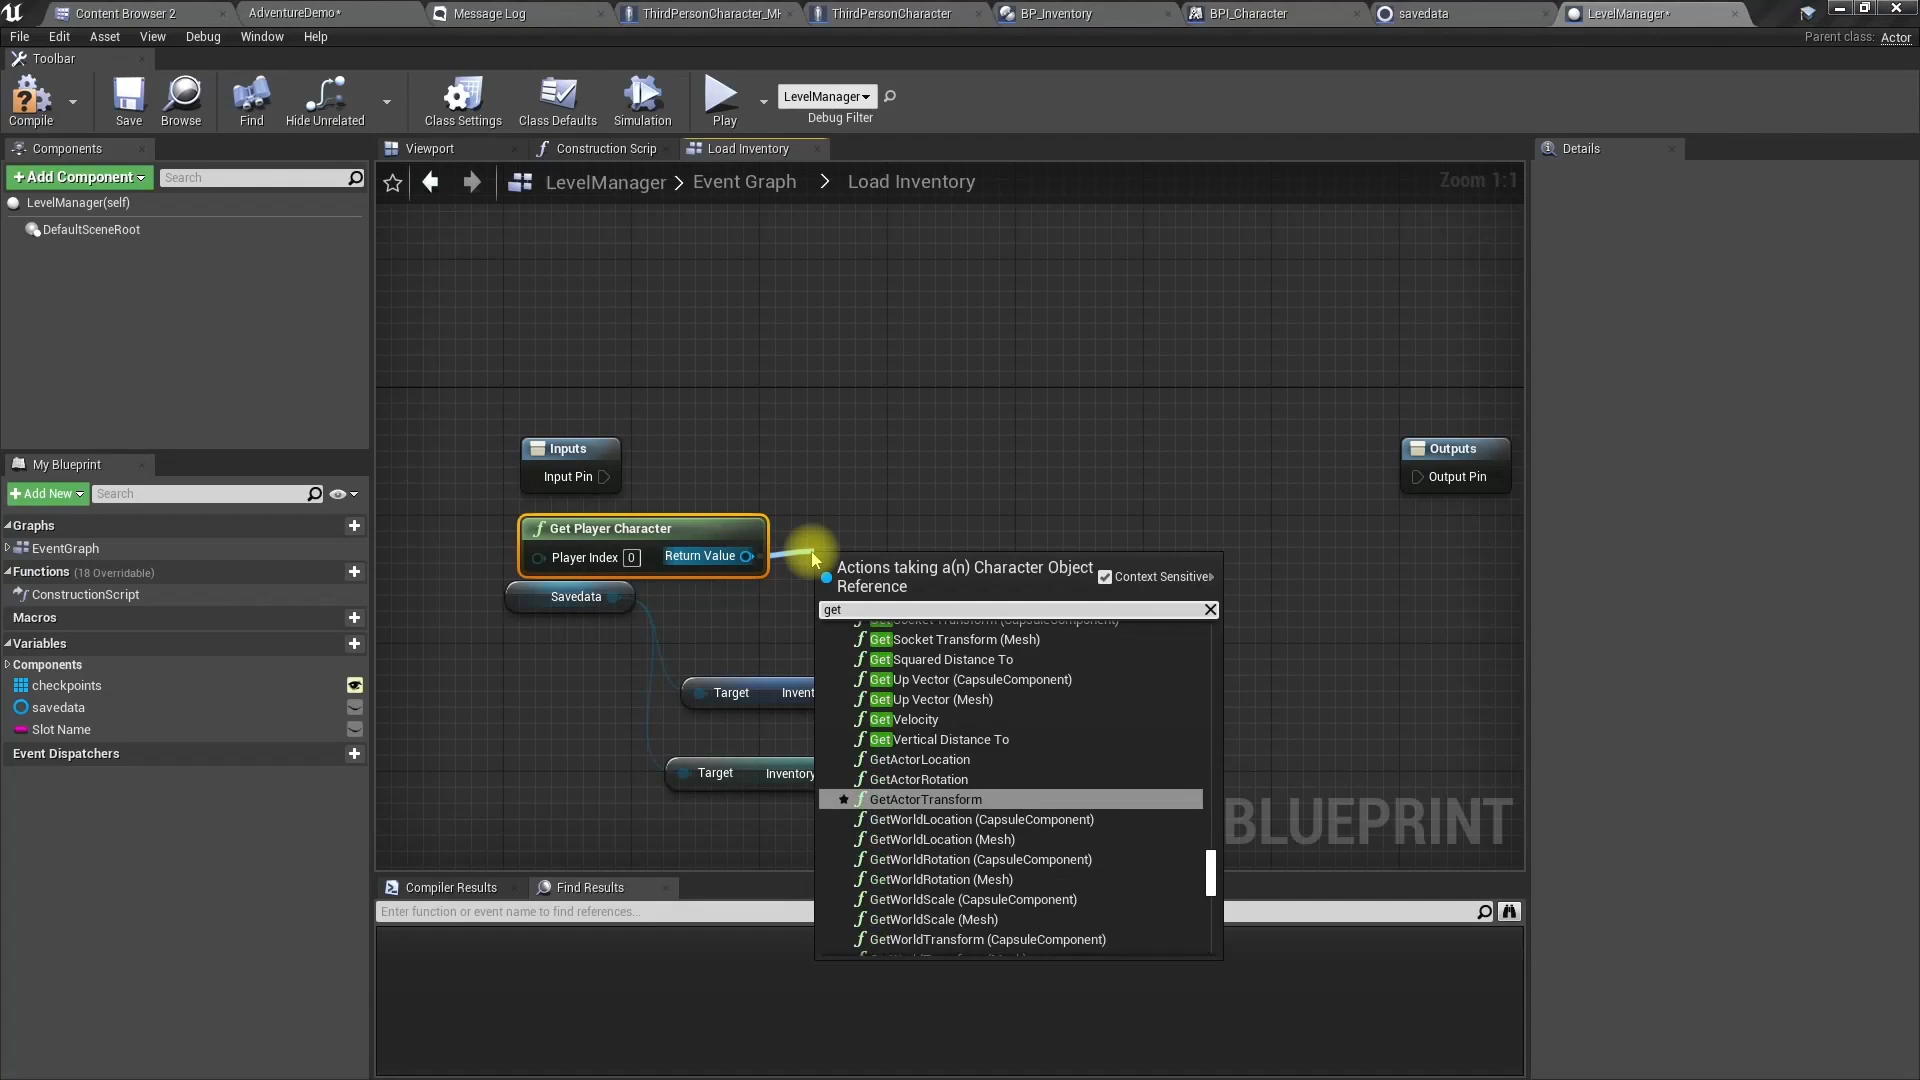 Content Browser 2
AdventureDemo*
Message Log
ThirdPersonCharacter_M
ThirdPersonCharacter
BP_Inventory
BPI_Character
savedata
LevelManager*
File Edit Asset View Debug Window Help
Parent class: Actor
Toolbar
Compile
Save
Browse
Find
Hide Unrelated
Class Settings
Class Defaults
Simulation
Play
LevelManager
Debug Filter
Components
Viewport
Construction Scrip
Load Inventory
Details
+Add Component
Search
LevelManager > Event Graph > Load Inventory
Zoom 1:1
LevelManager(self)
DefaultSceneRoot
Inputs
Input Pin
Outputs
Output Pin
My Blueprint
+Add New
Search
Graphs
EventGraph
Functions (18 Overridable)
ConstructionScript
Macros
Variables
Components
checkpoints
savedata
Slot Name
Event Dispatchers
Get Player Character
Player Index 0
Return Value
Savedata
Target
Invent
Target
Inventory
Actions taking a(n) Character Object
Reference
Context Sensitive
get
Get Socket Transform (CapsuleComponent)
Get Socket Transform (Mesh)
Get Squared Distance To
Get Up Vector (CapsuleComponent)
Get Up Vector (Mesh)
Get Velocity
Get Vertical Distance To
GetActorLocation
GetActorRotation
GetActorTransform
GetWorldLocation (CapsuleComponent)
GetWorldLocation (Mesh)
GetWorldRotation (CapsuleComponent)
GetWorldRotation (Mesh)
GetWorldScale (CapsuleComponent)
GetWorldScale (Mesh)
GetWorldTransform (CapsuleComponent)
BLUEPRINT
Compiler Results
Find Results
Enter function or event name to find references...